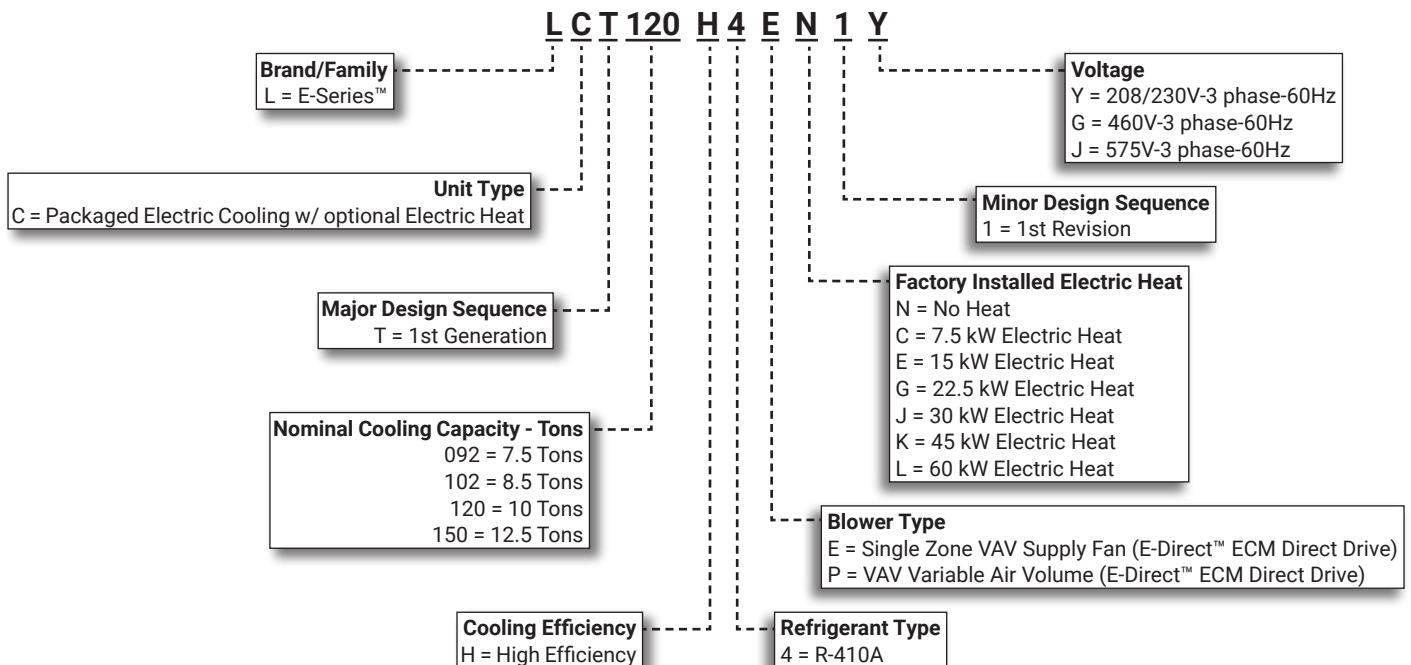 L C T 120 H 4 E N 1 Y
Brand/Family
L = E-Series™
Voltage
Y = 208/230V-3 phase-60Hz
G = 460V-3 phase-60Hz
J = 575V-3 phase-60Hz
Unit Type
C = Packaged Electric Cooling w/ optional Electric Heat
Minor Design Sequence
1 = 1st Revision
Major Design Sequence
T = 1st Generation
Factory Installed Electric Heat
N = No Heat
C = 7.5 kW Electric Heat
E = 15 kW Electric Heat
G = 22.5 kW Electric Heat
J = 30 kW Electric Heat
K = 45 kW Electric Heat
L = 60 kW Electric Heat
Nominal Cooling Capacity - Tons
092 = 7.5 Tons
102 = 8.5 Tons
120 = 10 Tons
150 = 12.5 Tons
Blower Type
E = Single Zone VAV Supply Fan (E-Direct™ ECM Direct Drive)
P = VAV Variable Air Volume (E-Direct™ ECM Direct Drive)
Cooling Efficiency
H = High Efficiency
Refrigerant Type
4 = R-410A